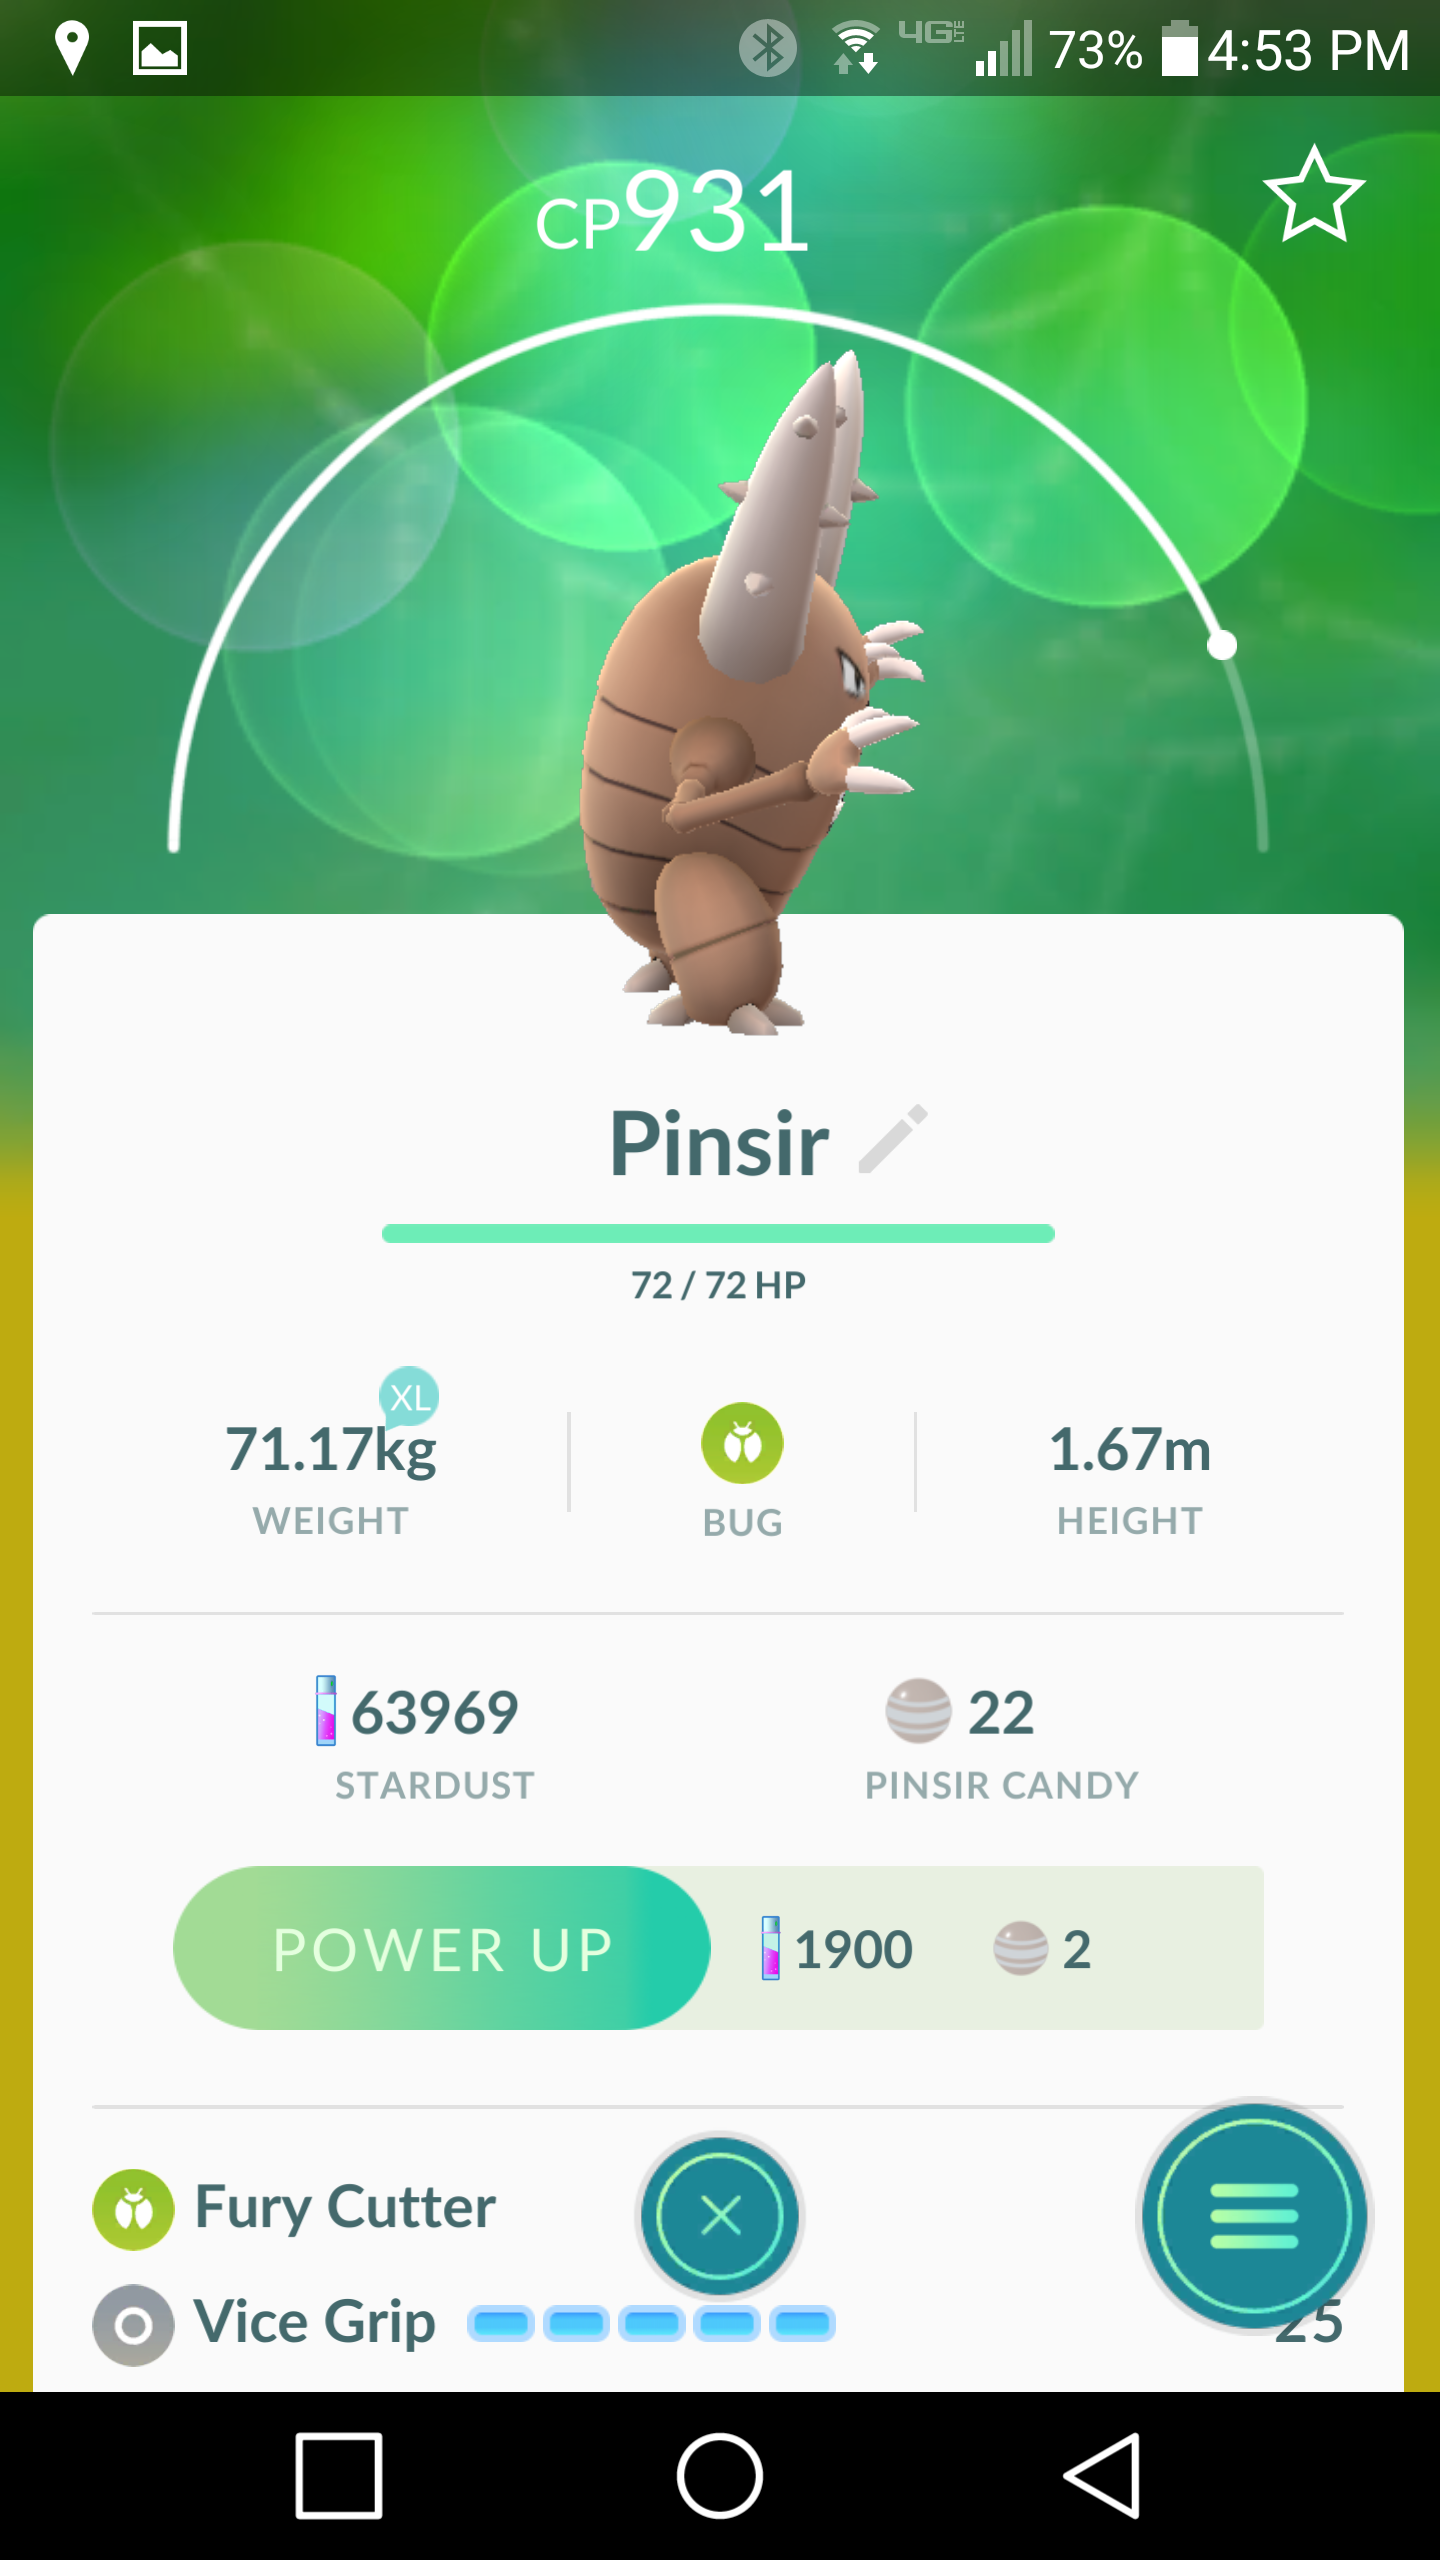 4G LTE 73% 4:53 PM
CP931
Pinsir
72 / 72 HP
XL
71.17kg
WEIGHT
BUG
1.67m
HEIGHT
63969
STARDUST
22
PINSIR CANDY
POWER UP 1900 2
Fury Cutter
Vice Grip 25